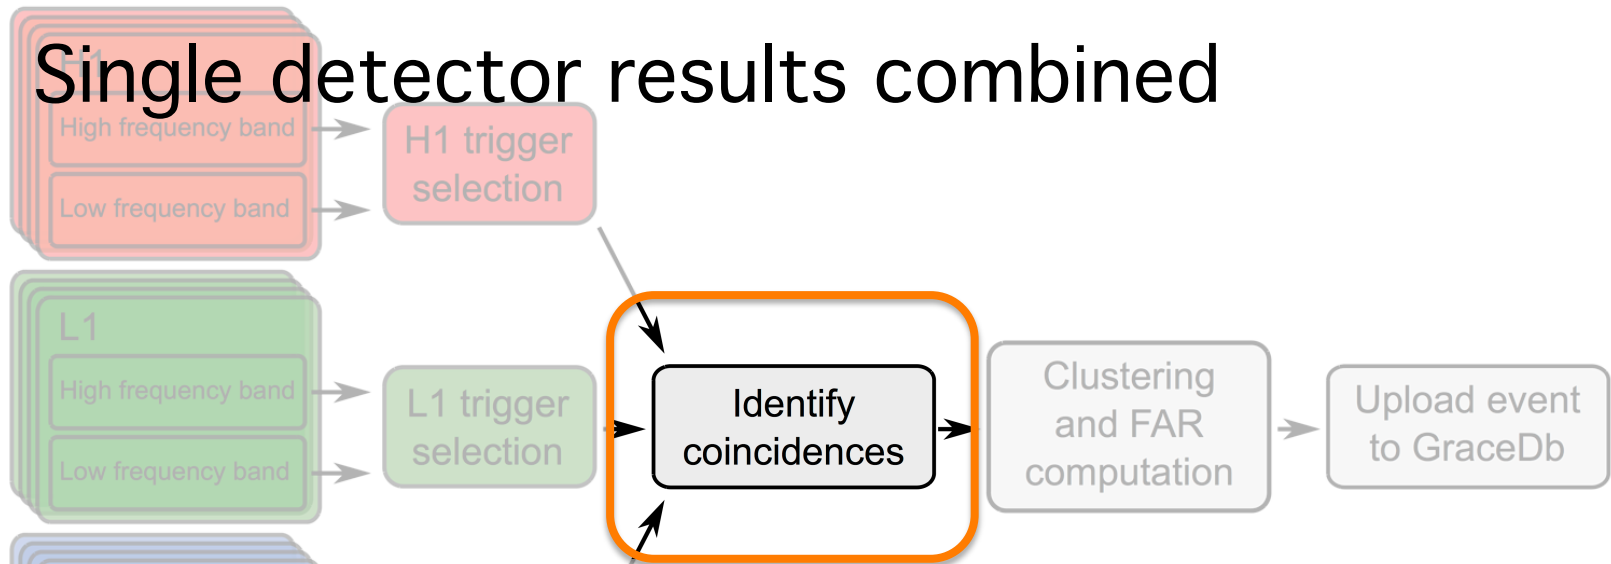 Single detector results combined
H1
High frequency band
Low frequency band
H1 trigger
selection
L1
High frequency band
Low frequency band
L1 trigger
selection
Identify
coincidences
Clustering
and FAR
computation
Upload event
to GraceDb